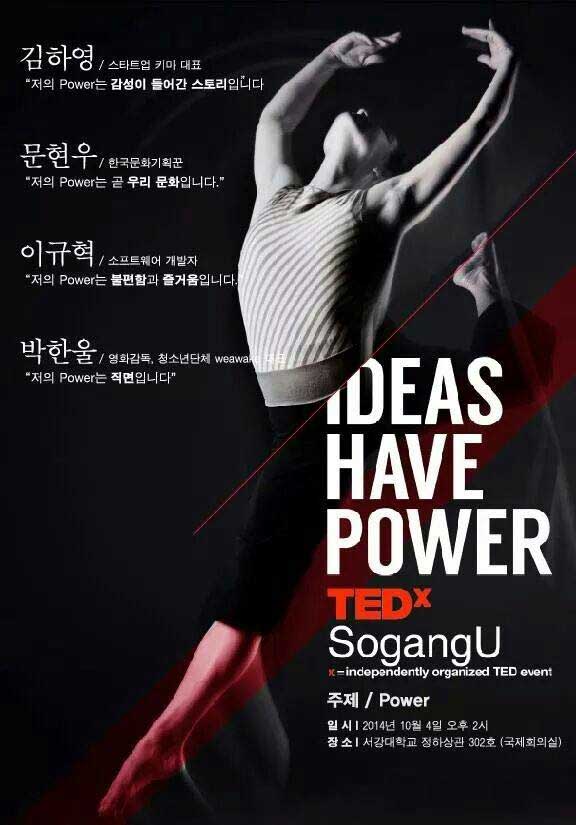 김하영 / 스타트업 키마 대표
“저의 Power는 감성이 들어간 스토리입니다”
문현우 / 한국문화기획꾼
“저의 Power는 곧 우리 문화입니다.”
이규혁 / 소프트웨어 개발자
“저의 Power는 불편함과 즐거움입니다.”
박한울 / 영화감독, 청소년단체 weawake 대표
“저의 Power는 직면입니다”
IDEAS
HAVE
POWER
TEDx
SogangU
x = independently organized TED event
주제 / Power
일 시 | 2014년 10월 4일 오후 2시
장 소 | 서강대학교 정하상관 302호 (국제회의실)